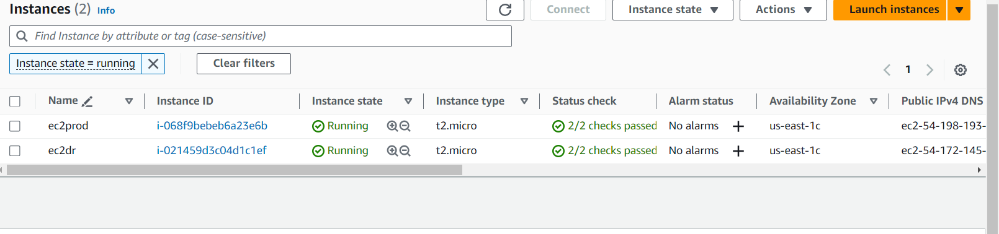 Instances (2) Info
Connect Instance state Actions Launch instances
Find Instance by attribute or tag (case-sensitive)
Instance state = running Clear filters
1
Name Instance ID Instance state Instance type Status check Alarm status Availability Zone Public IPv4 DNS
ec2prod i-068f9bebeb6a23e6b Running t2.micro 2/2 checks passed No alarms us-east-1c ec2-54-198-193-
ec2dr i-021459d3c04d1c1ef Running t2.micro 2/2 checks passed No alarms us-east-1c ec2-54-172-145-